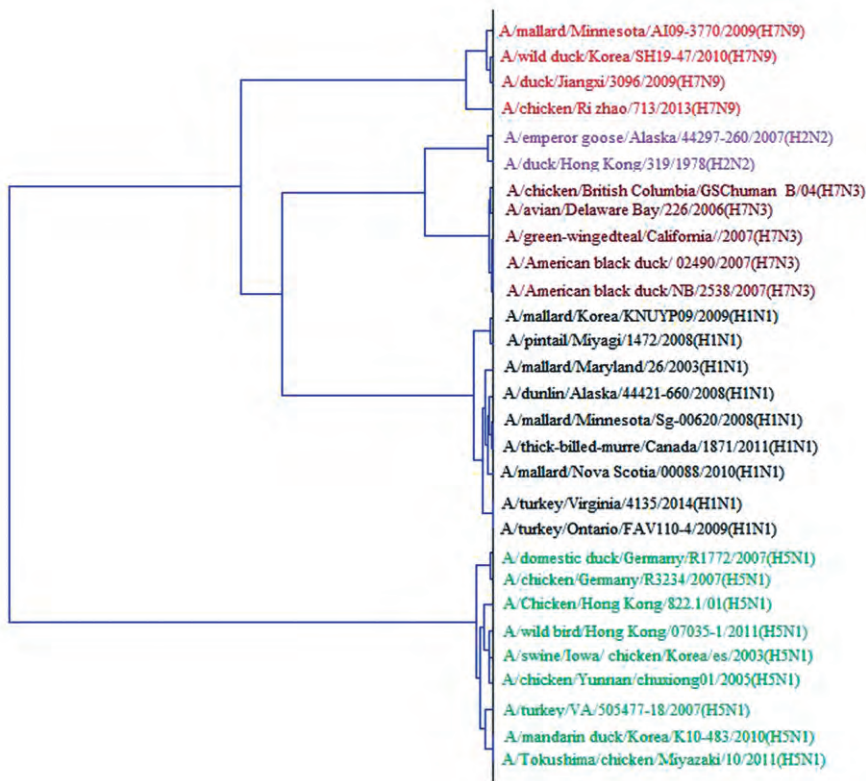 A/mallard/Minnesota/AI09-3770/2009(H7N9)
A/wild duck/Korea/SH19-47/2010(H7N9)
A/duck/Jiangxi/3096/2009(H7N9)
A/chicken/Ri zhao/713/2013(H7N9)
A/emperor goose/Alaska/44297-260/2007(H2N2)
A/duck/Hong Kong/319/1978(H2N2)
A/chicken/British Columbia/GSChuman B/04(H7N3)
A/avian/Delaware Bay/226/2006(H7N3)
A/green-wingedteal/California//2007(H7N3)
A/American black duck/ 02490/2007(H7N3)
A/American black duck/NB/2538/2007(H7N3)
A/mallard/Korea/KNUYP09/2009(H1N1)
A/pintail/Miyagi/1472/2008(H1N1)
A/mallard/Maryland/26/2003(H1N1)
A/dunlin/Alaska/44421-660/2008(H1N1)
A/mallard/Minnesota/Sg-00620/2008(H1N1)
A/thick-billed-murre/Canada/1871/2011(H1N1)
A/mallard/Nova Scotia/00088/2010(H1N1)
A/turkey/Virginia/4135/2014(H1N1)
A/turkey/Ontario/FAV110-4/2009(H1N1)
A/domestic duck/Germany/R1772/2007(H5N1)
A/chicken/Germany/R3234/2007(H5N1)
A/Chicken/Hong Kong/822.1/01(H5N1)
A/wild bird/Hong Kong/07035-1/2011(H5N1)
A/swine/Iowa/ chicken/Korea/es/2003(H5N1)
A/chicken/Yunnan/chuxiong01/2005(H5N1)
A/turkey/VA/505477-18/2007(H5N1)
A/mandarin duck/Korea/K10-483/2010(H5N1)
A/Tokushima/chicken/Miyazaki/10/2011(H5N1)